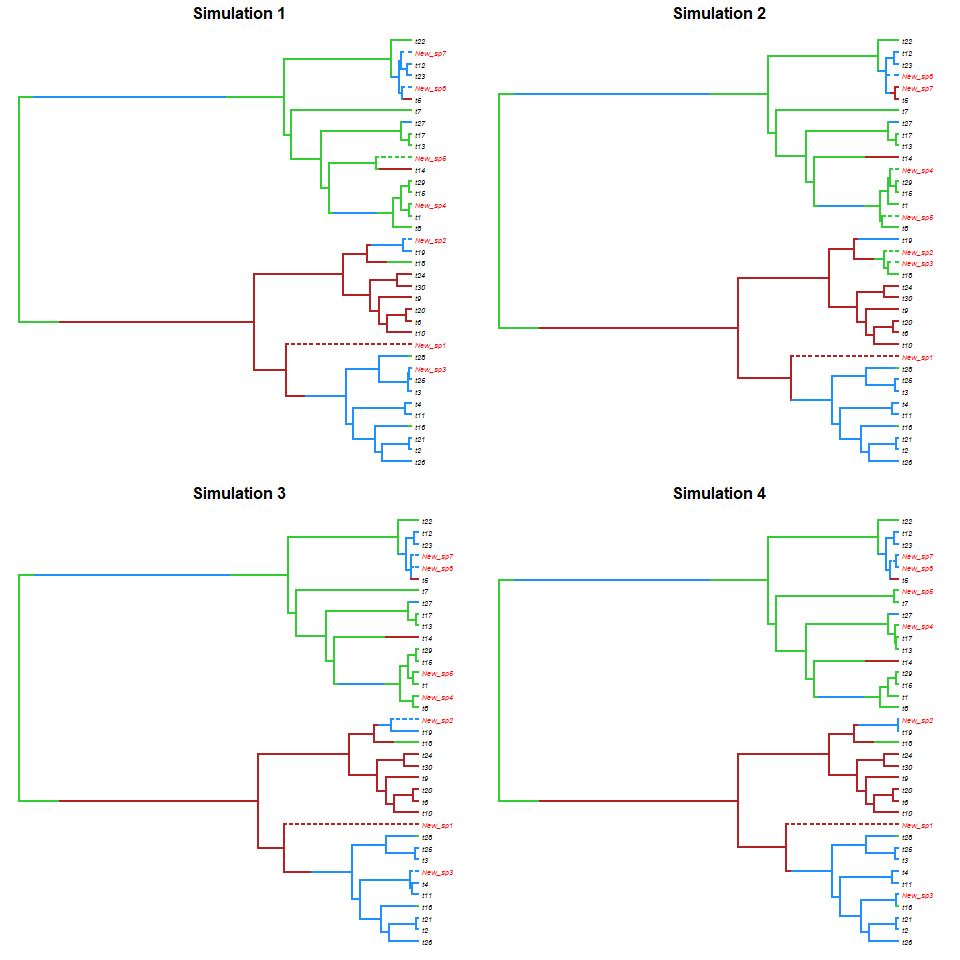 Simulation 1
t22
New_sp7
t12
t23
New_sp6
t5
t7
t27
t17
t13
New_sp5
t14
t29
t15
New_sp4
t1
t8
New_sp2
t19
t18
t24
t30
t9
t20
t6
t10
New_sp1
t28
New_sp3
t25
t3
t4
t11
t16
t21
t2
t26
Simulation 2
t22
t12
t23
New_sp6
New_sp7
t5
t7
t27
t17
t13
t14
New_sp4
t29
t15
t1
New_sp5
t8
t19
New_sp2
New_sp3
t18
t24
t30
t9
t20
t6
t10
New_sp1
t28
t25
t3
t4
t11
t16
t21
t2
t26
Simulation 3
t22
t12
t23
New_sp7
New_sp6
t5
t7
t27
t17
t13
t14
t29
t15
New_sp5
t1
New_sp4
t8
New_sp2
t19
t18
t24
t30
t9
t20
t6
t10
New_sp1
t28
t25
t3
New_sp3
t4
t11
t16
t21
t2
t26
Simulation 4
t22
t12
t23
New_sp7
New_sp6
t5
New_sp5
t7
t27
New_sp4
t17
t13
t14
t29
t15
t1
t8
New_sp2
t19
t18
t24
t30
t9
t20
t6
t10
New_sp1
t28
t25
t3
t4
t11
New_sp3
t16
t21
t2
t26